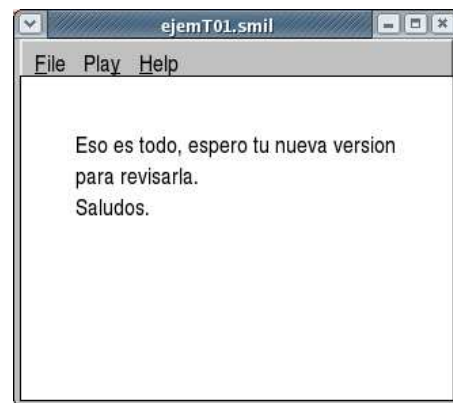 ejemT01.smil
File Play Help
Eso es todo, espero tu nueva version
para revisarla.
Saludos.